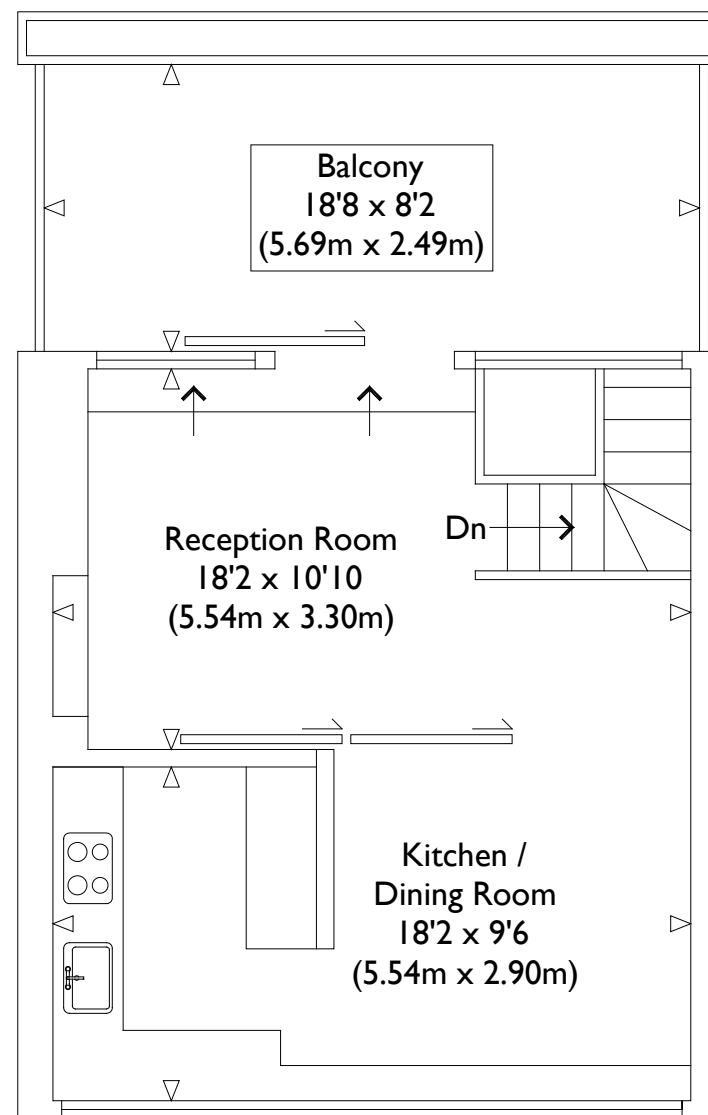 Balcony
18'8 x 8'2
(5.69m x 2.49m)
Reception Room
18'2 x 10'10
(5.54m x 3.30m)
Dn
Kitchen /
Dining Room
18'2 x 9'6
(5.54m x 2.90m)